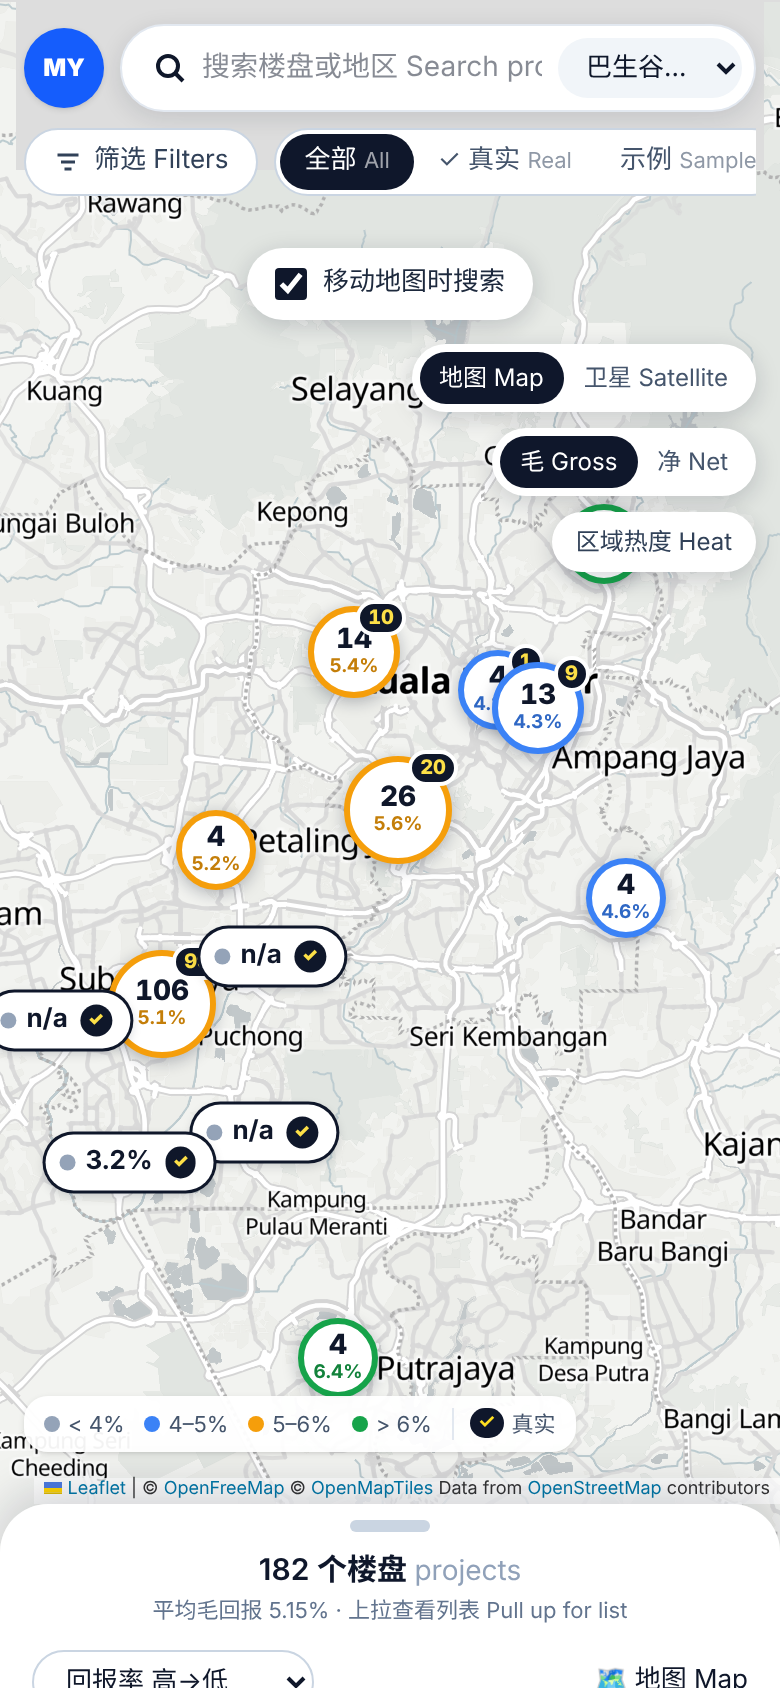 MY
搜索楼盘或地区 Search pro
巴生谷...
筛选 Filters
全部 All
真实 Real
示例 Sample
Rawang
移动地图时搜索
Kuang
Selayang
地图 Map
卫星 Satellite
毛 Gross
净 Net
ungai Buloh
Kepong
区域热度 Heat
10
14
5.4%
uala
4
1
4.
9
13
4.3%
r
Ampang Jaya
20
26
5.6%
4
5.2%
Petaling
4
4.6%
am
Sub
9
106
5.1%
n/a
n/a
Puchong
Seri Kembangan
n/a
3.2%
Kajan
Kampung
Pulau Meranti
Bandar
Baru Bangi
4
6.4%
Putrajaya
Kampung
Desa Putra
< 4%
4–5%
5–6%
> 6%
真实
Bangi Lam
Kampung Seri
Cheeding
Leaflet | © OpenFreeMap © OpenMapTiles Data from OpenStreetMap contributors
182 个楼盘 projects
平均毛回报 5.15% · 上拉查看列表 Pull up for list
回报率 高→低
地图 Map